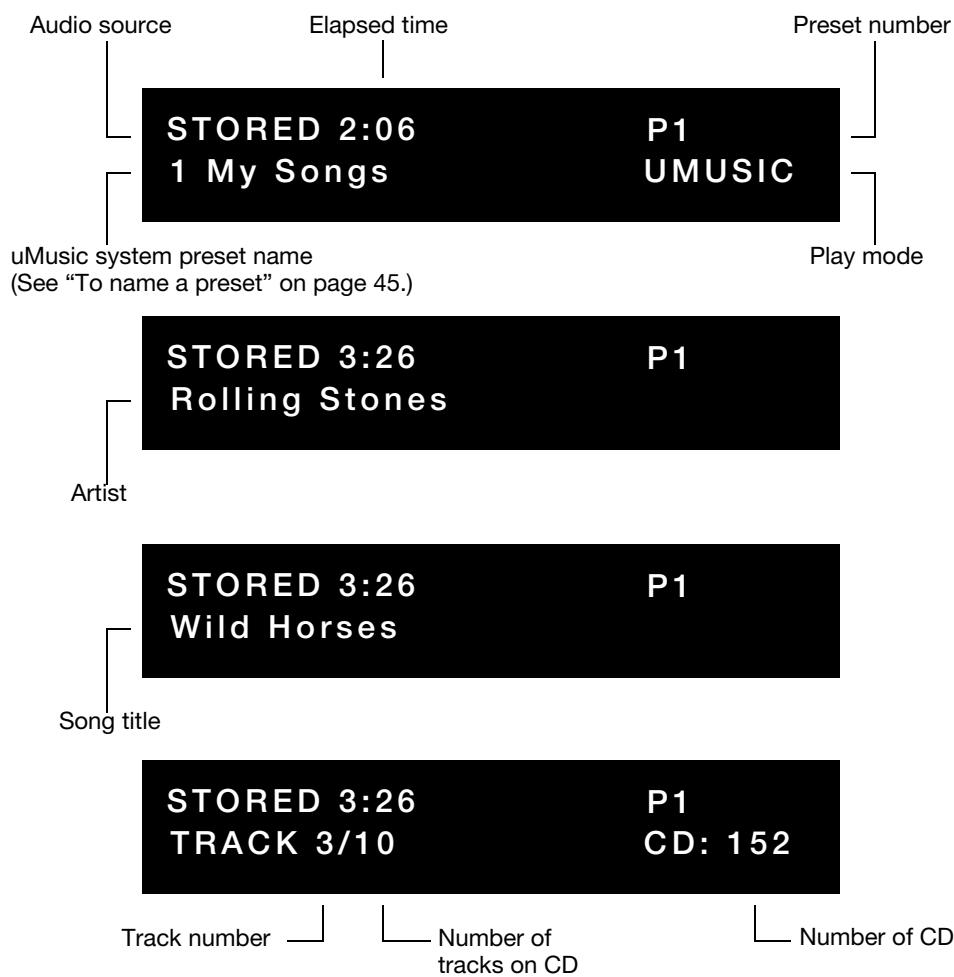 Audio source Elapsed time Preset number
STORED 2:06 P1
1 My Songs UMUSIC
uMusic system preset name Play mode
(See “To name a preset” on page 45.)
STORED 3:26 P1
Rolling Stones
Artist
STORED 3:26 P1
Wild Horses
Song title
STORED 3:26 P1
TRACK 3/10 CD: 152
Track number Number of Number of CD
tracks on CD